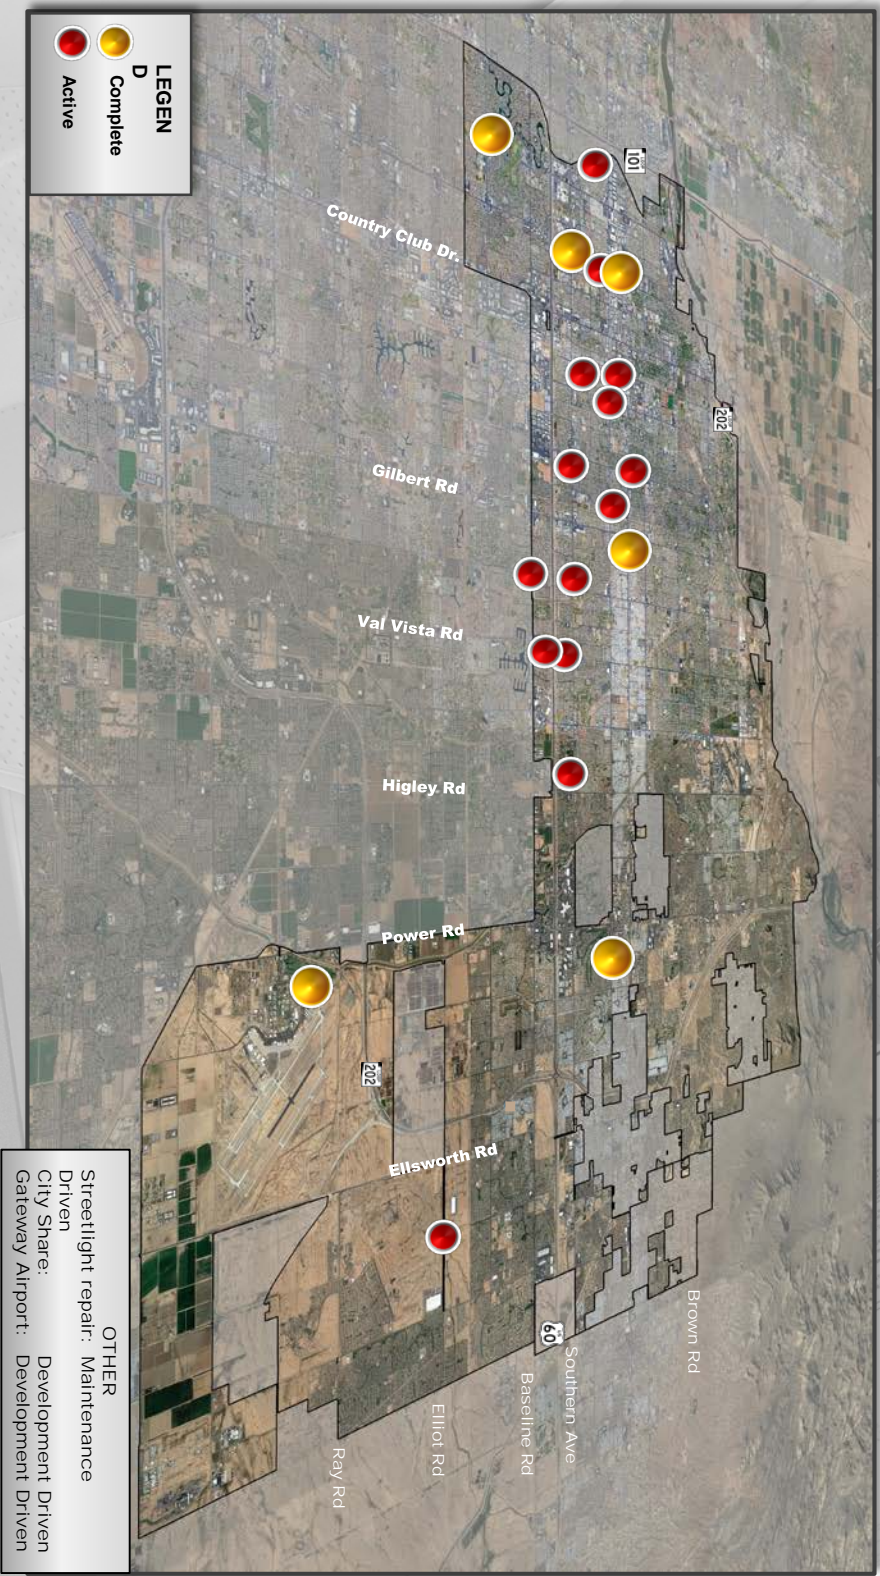 LEGEN
D
Complete
Active
101
202
Country Club Dr.
Gilbert Rd
Val Vista Rd
Higley Rd
Power Rd
202
Ellsworth Rd
60
Brown Rd
Southern Ave
Baseline Rd
Elliot Rd
Ray Rd
OTHER
Streetlight repair: Maintenance
Driven
City Share: Development Driven
Gateway Airport: Development Driven